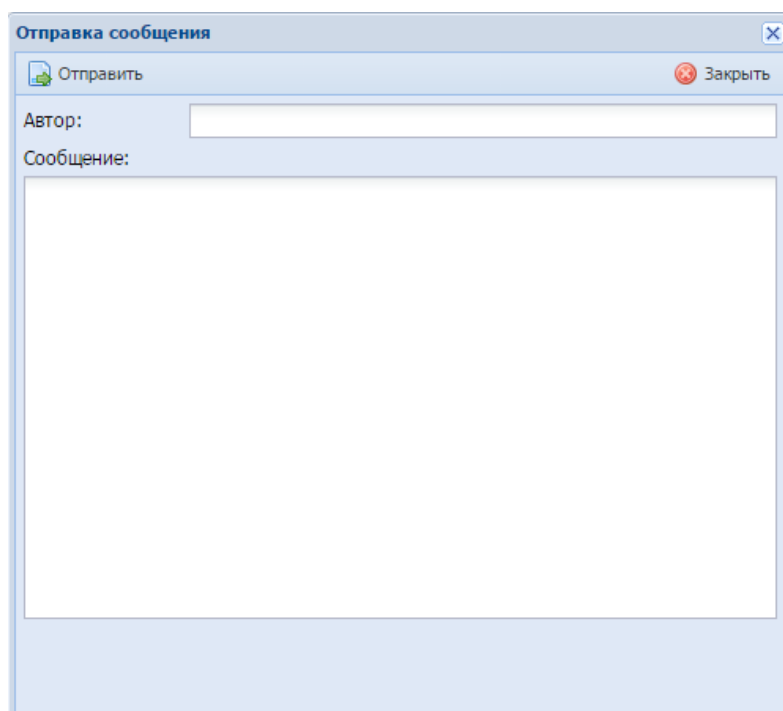 Отправка сообщения
Отправить Закрыть
Автор:
Сообщение: